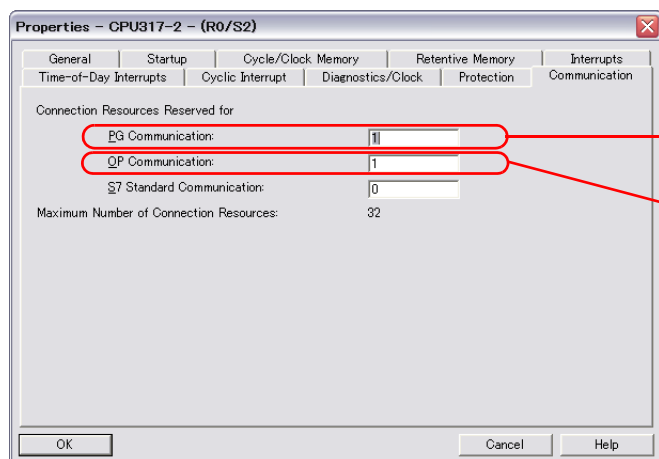 Properties - CPU317-2 - (R0/S2)
General Startup Cycle/Clock Memory Retentive Memory Interrupts
Time-of-Day Interrupts Cyclic Interrupt Diagnostics/Clock Protection Communication
Connection Resources Reserved for
PG Communication: 1
OP Communication: 1
S7 Standard Communication: 0
Maximum Number of Connection Resources: 32
OK Cancel Help